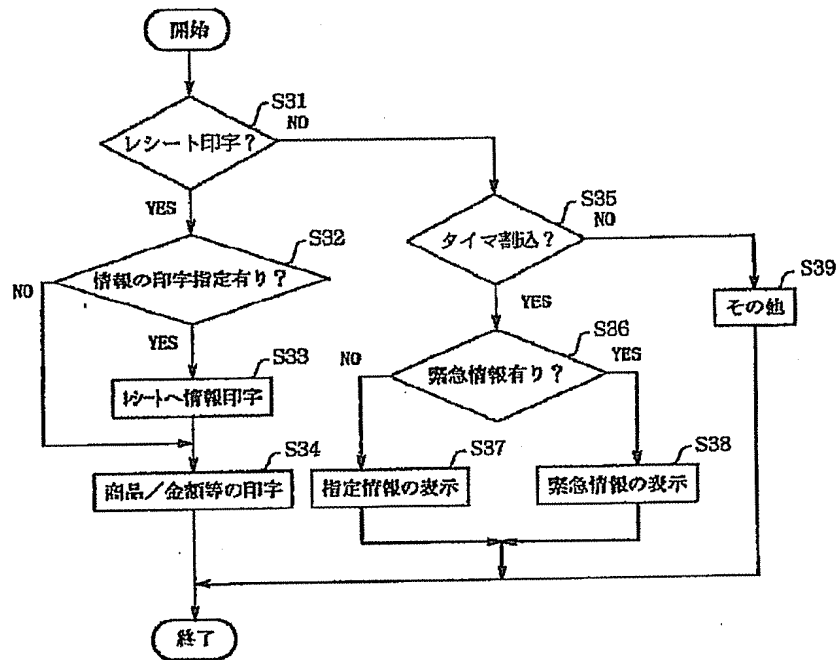 開始
S31
レシート印字?
NO
YES
S35
タイマ割込?
NO
S32
情報の印字指定有り?
NO
S39
その他
YES
YES
S36
緊急情報有り?
NO
YES
S33
レシートへ情報印字
S34
商品/金額等の印字
S37
指定情報の表示
S38
緊急情報の表示
終了